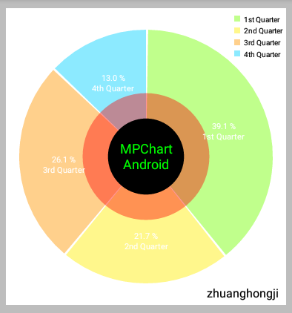 1st Quarter
2nd Quarter
3rd Quarter
4th Quarter
13.0 %
4th Quarter
39.1 %
1st Quarter
MPChart
Android
26.1 %
3rd Quarter
21.7 %
2nd Quarter
zhuanghongji